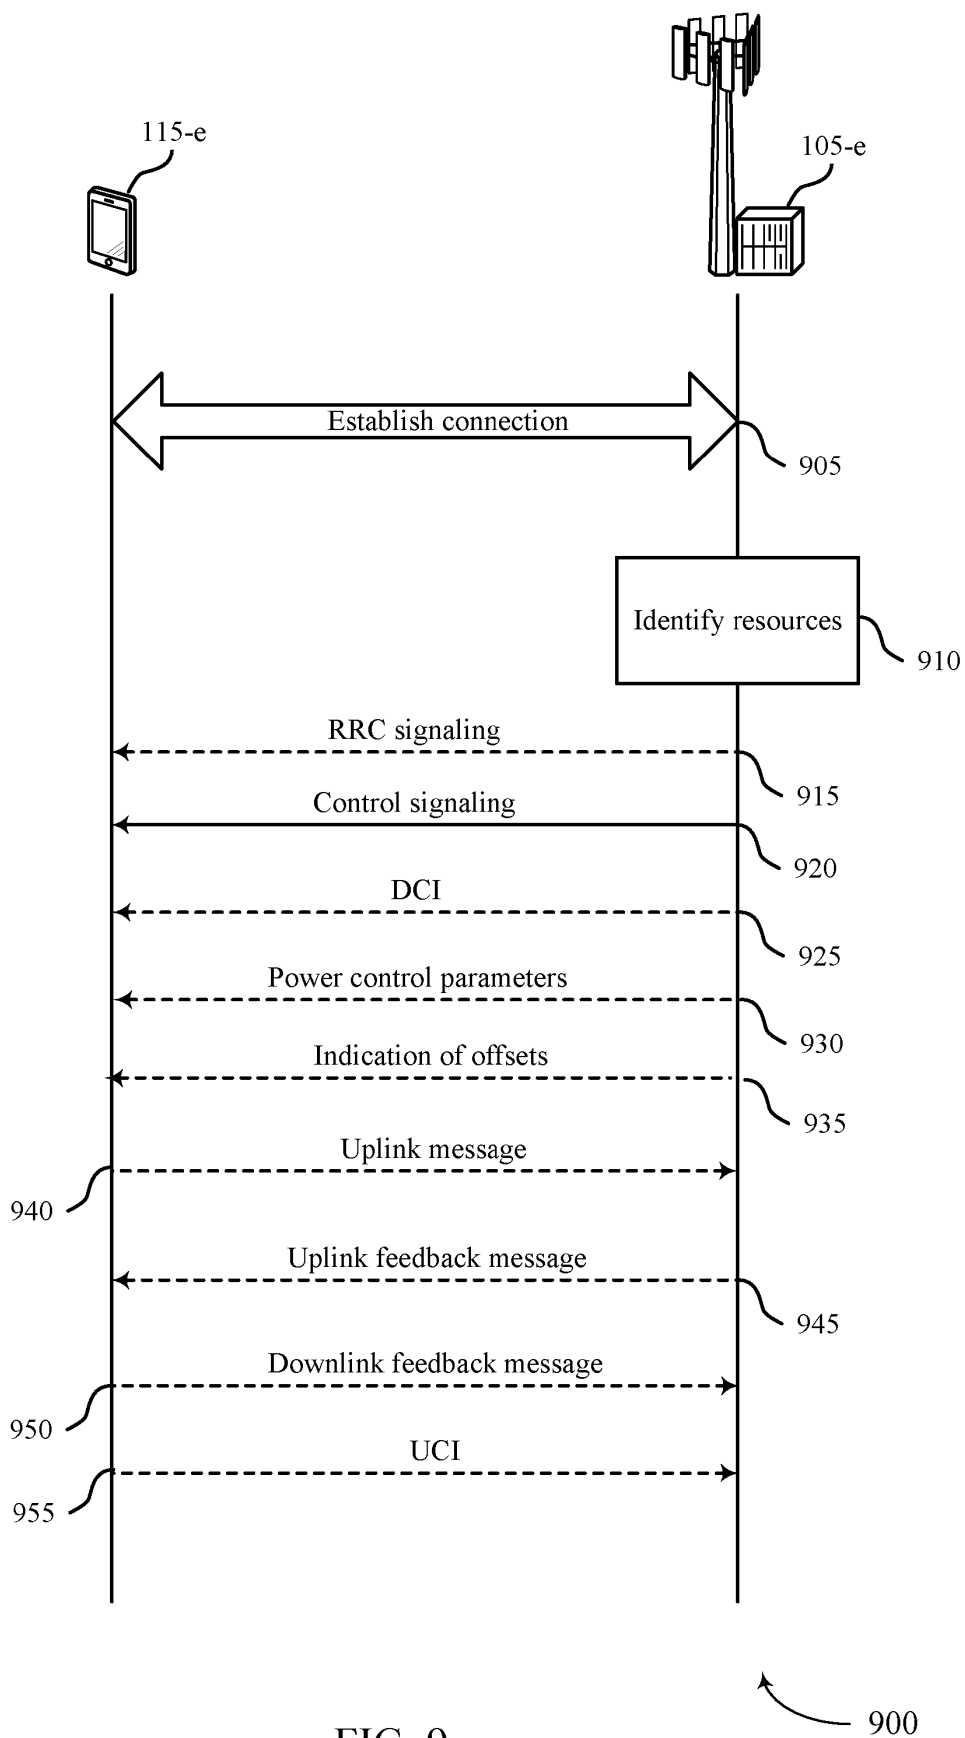 115-e
105-e
Establish connection
905
Identify resources
910
RRC signaling
915
Control signaling
920
DCI
925
Power control parameters
930
Indication of offsets
935
Uplink message
940
Uplink feedback message
945
Downlink feedback message
950
UCI
955
900
FIG. 9